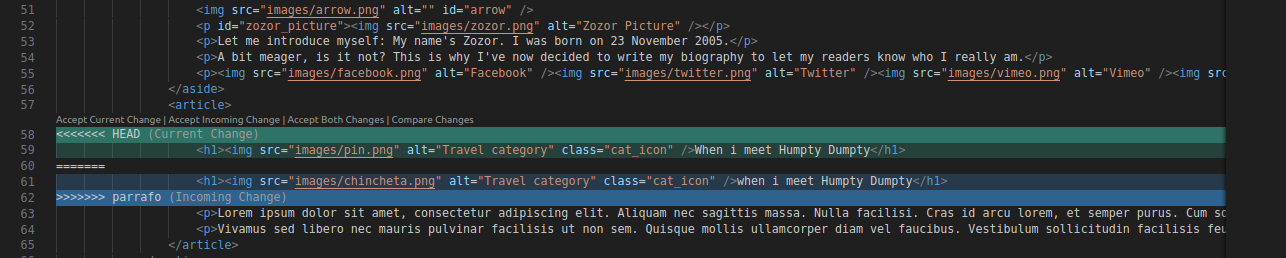 51 <img src="images/arrow.png" alt="" id="arrow" />
52 <p id="zozor_picture"><img src="images/zozor.png" alt="Zozor Picture" /></p>
53 <p>Let me introduce myself: My name's Zozor. I was born on 23 November 2005.</p>
54 <p>A bit meager, is it not? This is why I've now decided to write my biography to let my readers know who I really am.</p>
55 <p><img src="images/facebook.png" alt="Facebook" /><img src="images/twitter.png" alt="Twitter" /><img src="images/vimeo.png" alt="Vimeo" /><img src
56 </aside>
57 <article>
Accept Current Change | Accept Incoming Change | Accept Both Changes | Compare Changes
58 <<<<<<< HEAD (Current Change)
59 <h1><img src="images/pin.png" alt="Travel category" class="cat_icon" />When i meet Humpty Dumpty</h1>
60 =======
61 <h1><img src="images/chincheta.png" alt="Travel category" class="cat_icon" />when i meet Humpty Dumpty</h1>
62 >>>>>>> parrafo (Incoming Change)
63 <p>Lorem ipsum dolor sit amet, consectetur adipiscing elit. Aliquam nec sagittis massa. Nulla facilisi. Cras id arcu lorem, et semper purus. Cum
64 <p>Vivamus sed libero nec mauris pulvinar facilisis ut non sem. Quisque mollis ullamcorper diam vel faucibus. Vestibulum sollicitudin facilisis feu
65 </article>